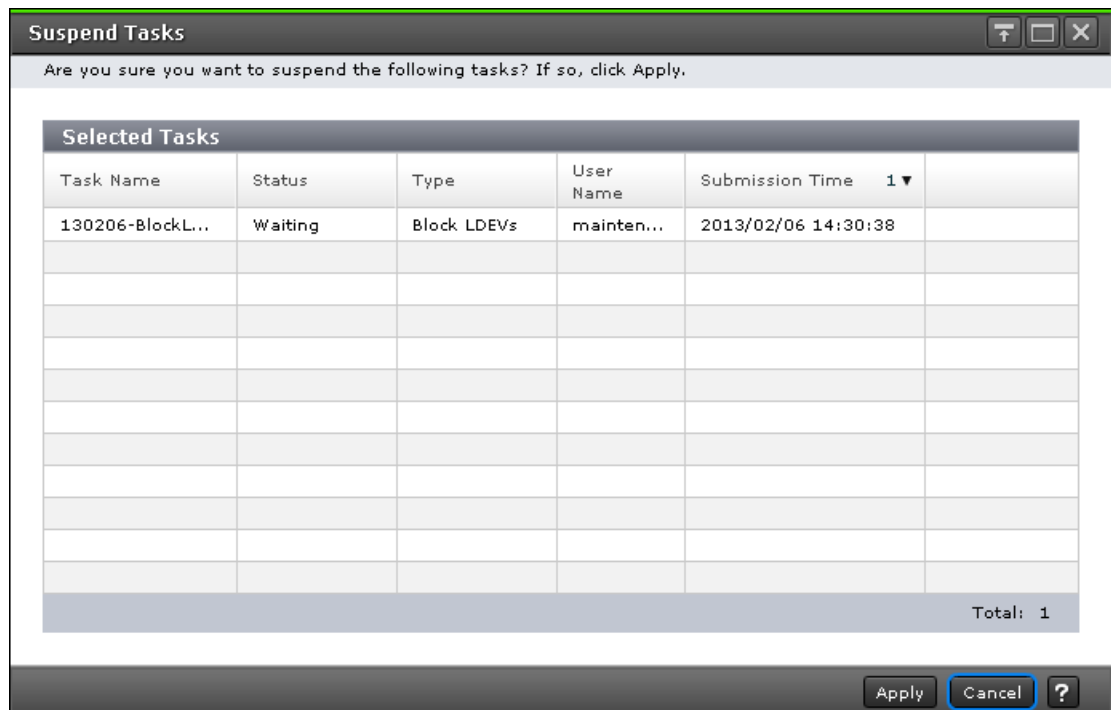 Suspend Tasks
Are you sure you want to suspend the following tasks? If so, click Apply.
Selected Tasks
Task Name Status Type User Name Submission Time 1▼
130206-BlockL... Waiting Block LDEVs mainten... 2013/02/06 14:30:38
Total: 1
Apply Cancel ?